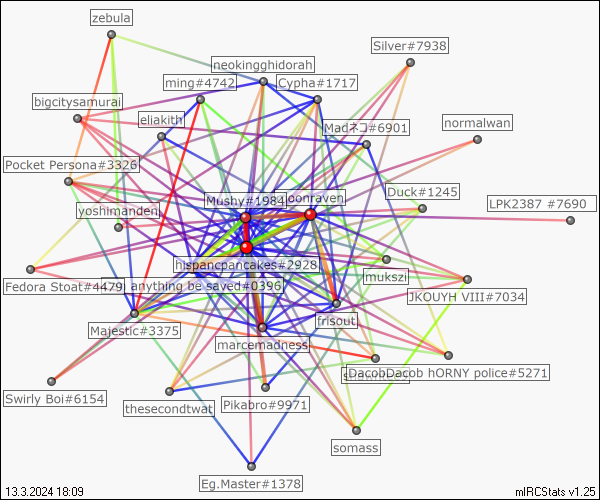 zebula
Silver#7938
neokingghidorah
ming#4742
Cypha#1717
bigcitysamurai
eliakith
Madネコ#6901
normalwan
Pocket Persona#3326
Mushy#1984
oonraven
Duck#1245
LPK2387 #7690
yoshimanden
hispancpancakes#2928
mukszi
Fedora Stoat#4479
anything be saved#0396
JKOUYH VIII#7034
Majestic#3375
frisout
marcemadness
DacobDacob hORNY police#5271
Swirly Boi#6154
thesecondtwat
Pikabro#9971
somass
Eg.Master#1378
13.3.2024 18:09
mIRCStats v1.25